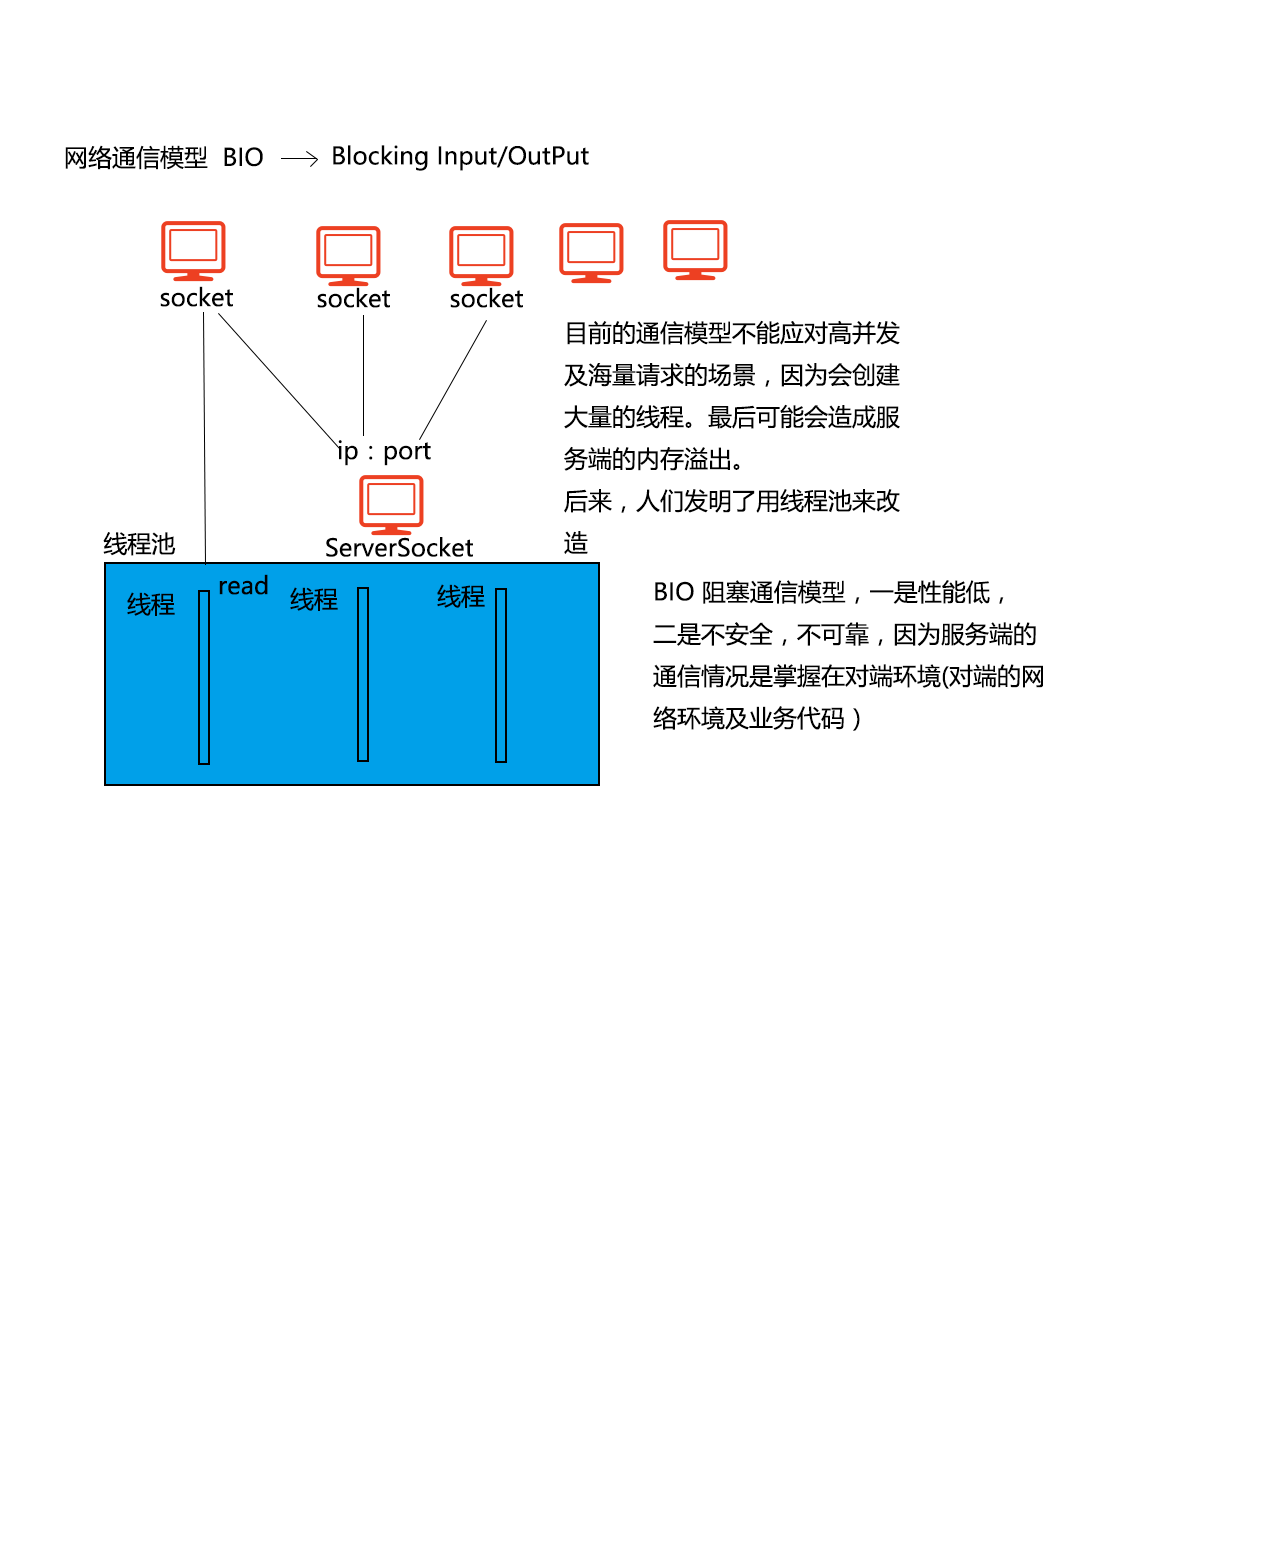 网络通信模型 BIO
Blocking Input/OutPut
socket
socket
socket
ip：port
ServerSocket
目前的通信模型不能应对高并发
及海量请求的场景，因为会创建
大量的线程。最后可能会造成服
务端的内存溢出。
后来，人们发明了用线程池来改
造
线程池
线程
read
线程
线程
BIO 阻塞通信模型，一是性能低，
二是不安全，不可靠，因为服务端的
通信情况是掌握在对端环境(对端的网
络环境及业务代码）